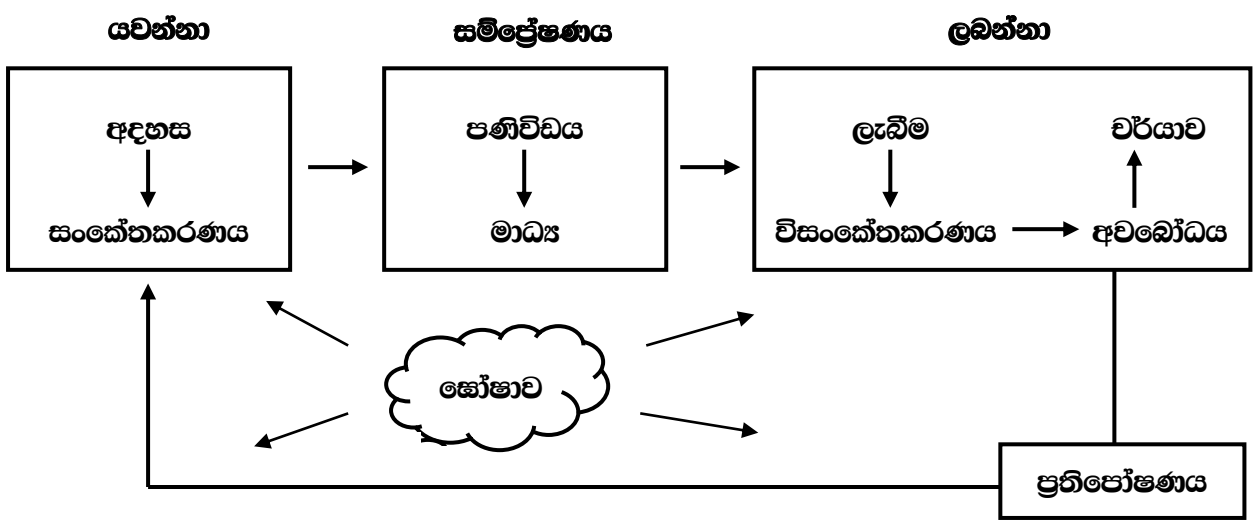 යවන්නා සම්ප්‍රේෂණය ලබන්නා
අදහස පණිවිඩය ලැබීම චර්යාව
සංකේතකරණය මාධ්‍ය විසංකේතකරණය අවබෝධය
ඝෝෂාව
ප්‍රතිපෝෂණය